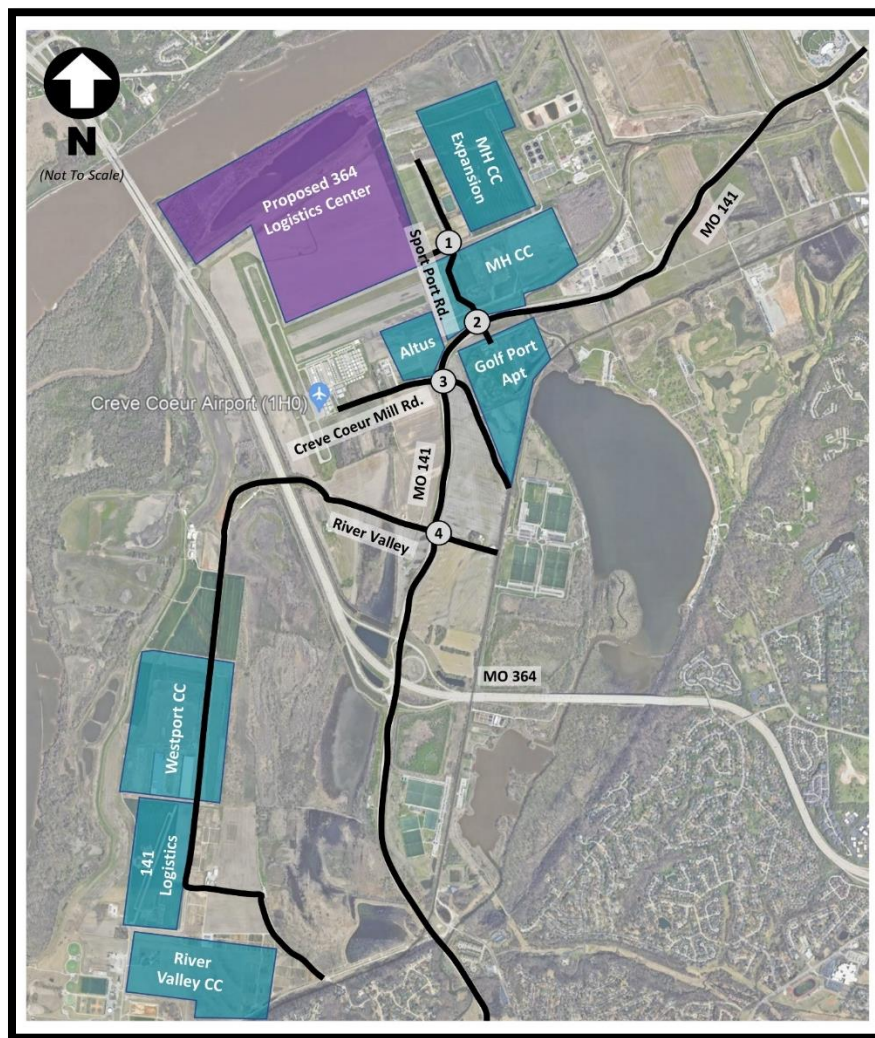 N
(Not To Scale)
Proposed 364
Logistics Center
MH CC
Expansion
1
Sport Port Rd.
MH CC
MO 141
2
Altus
Golf Port
Apt
3
Creve Coeur Airport (1H0)
Creve Coeur Mill Rd.
MO 141
River Valley
4
MO 364
Westport CC
141
Logistics
River
Valley CC